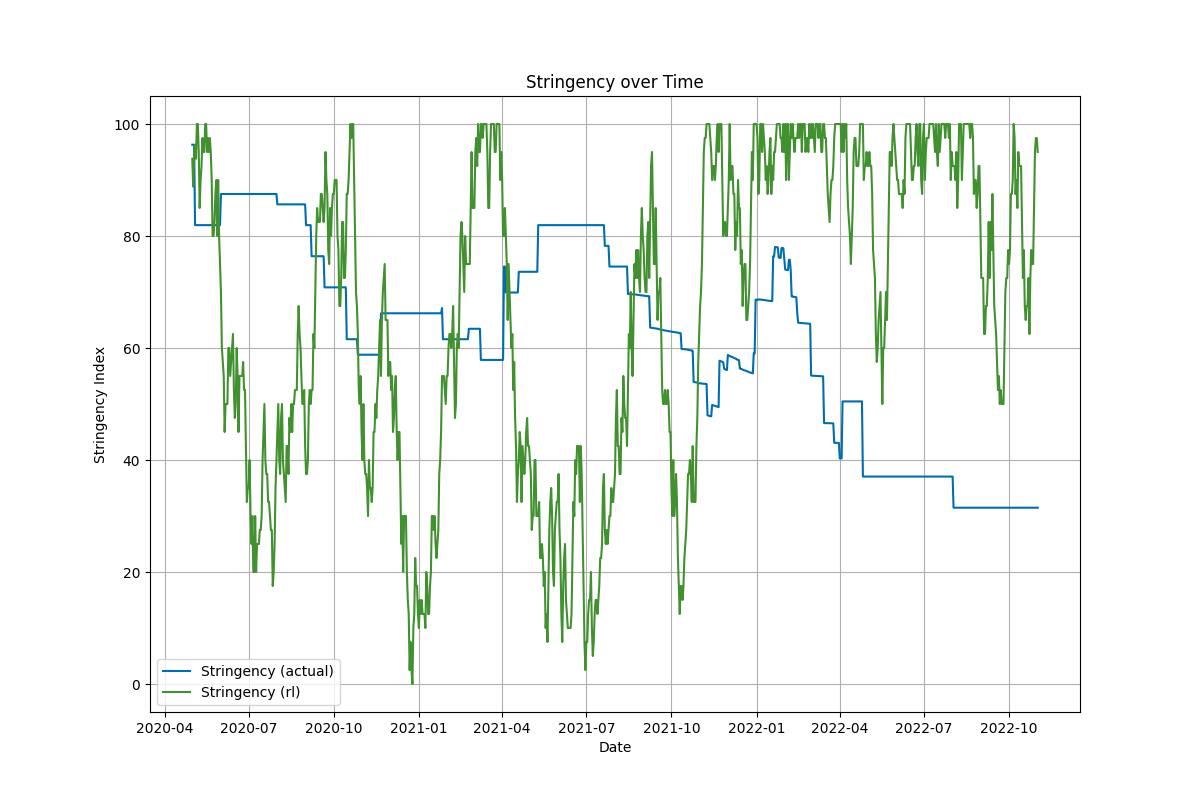 Stringency over Time
Stringency Index
100
80
60
40
20
0
Stringency (actual)
Stringency (rl)
2020-04 2020-07 2020-10 2021-01 2021-04 2021-07 2021-10 2022-01 2022-04 2022-07 2022-10
Date